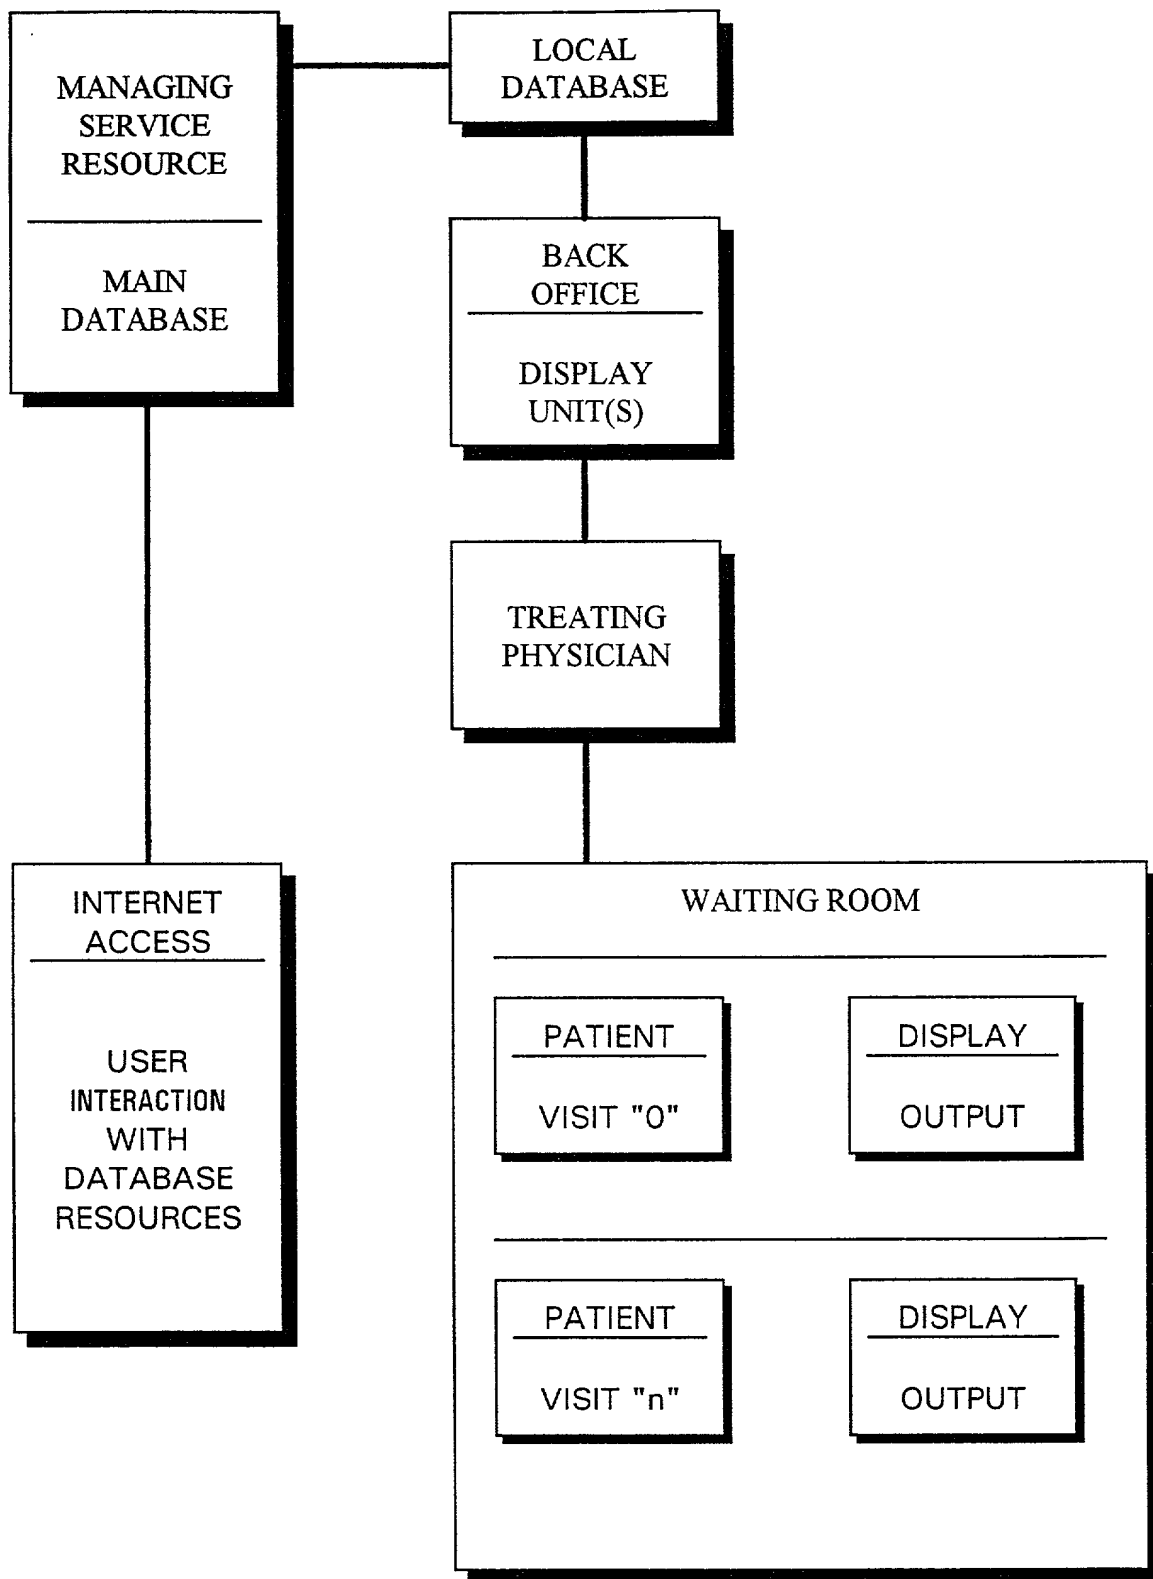 MANAGING
SERVICE
RESOURCE
MAIN
DATABASE
LOCAL
DATABASE
BACK
OFFICE
DISPLAY
UNIT(S)
TREATING
PHYSICIAN
INTERNET
ACCESS
USER
INTERACTION
WITH
DATABASE
RESOURCES
WAITING ROOM
PATIENT
VISIT "0"
DISPLAY
OUTPUT
PATIENT
VISIT "n"
DISPLAY
OUTPUT